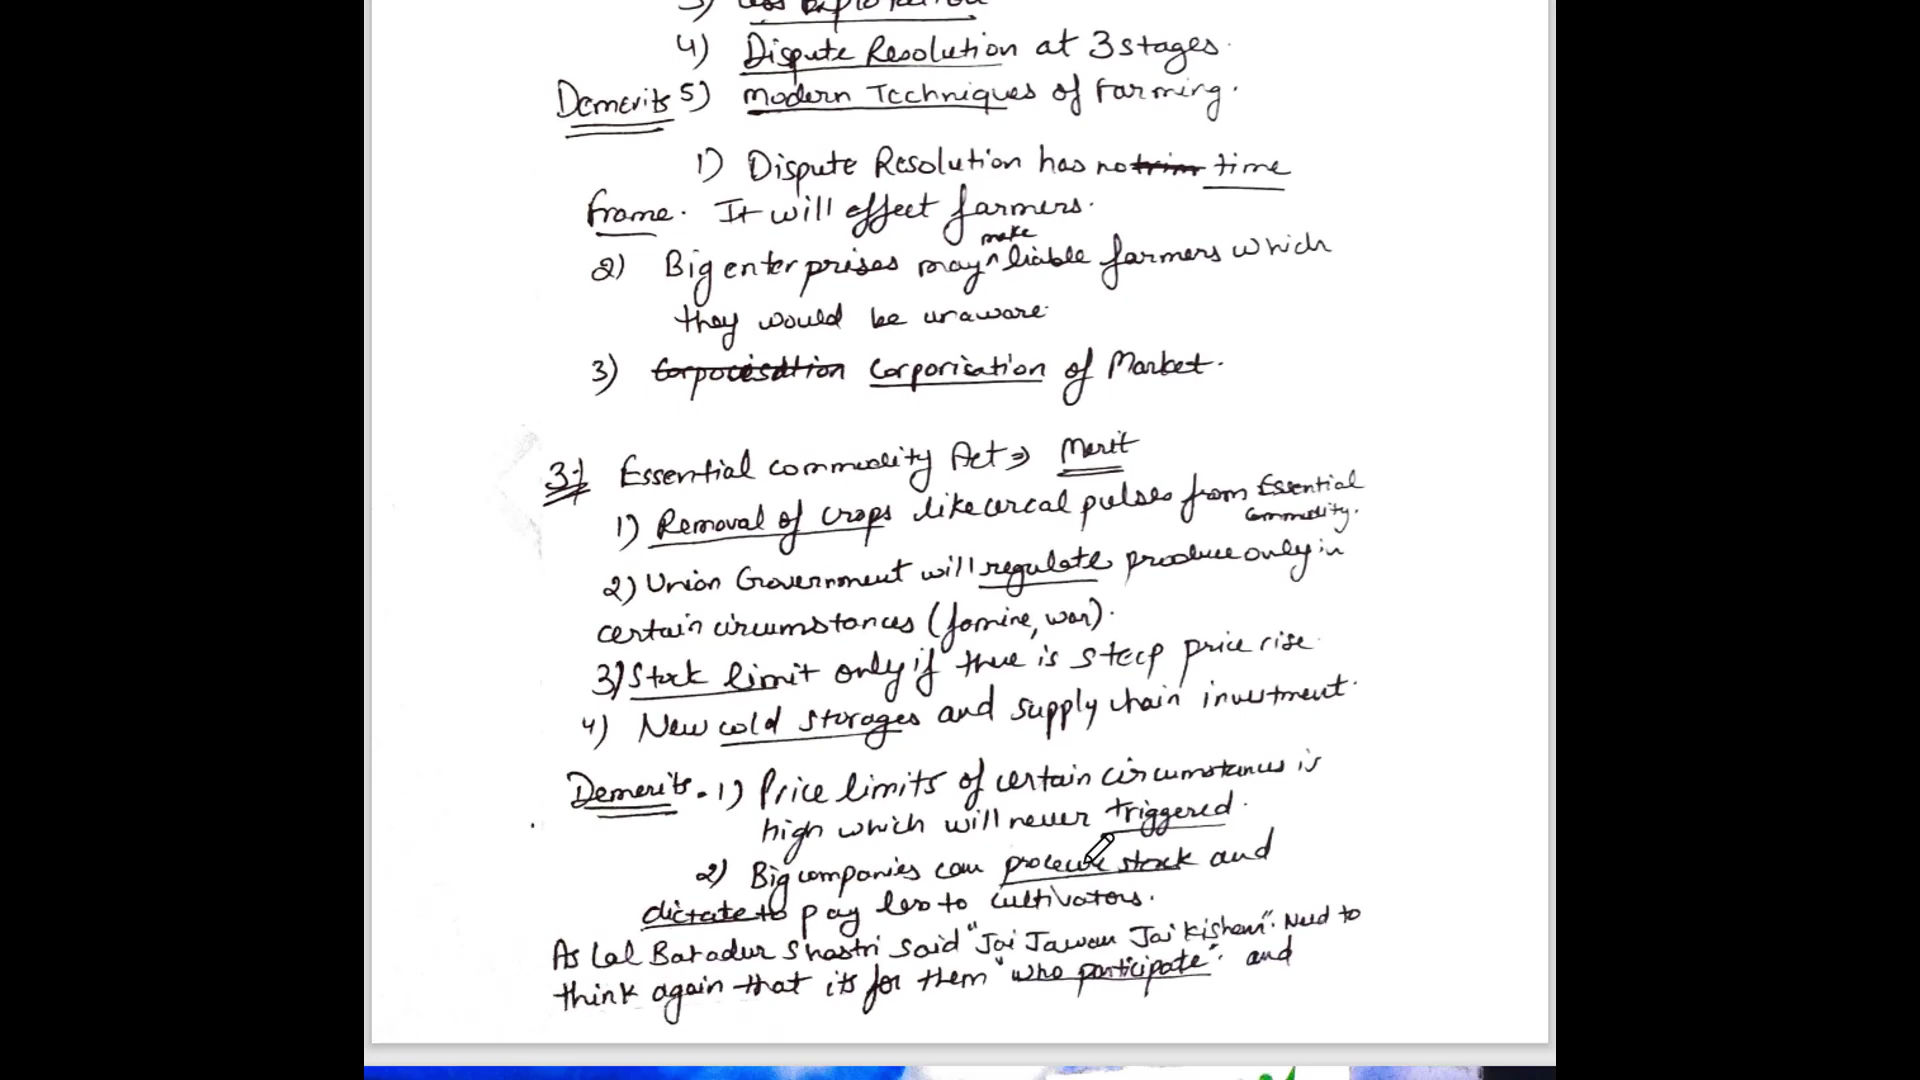 4) Dispute Resolution at 3 stages.
Demerits 5) Modern Techniques of Farming.
1) Dispute Resolution has no time
frame. It will effect farmers.
2) Big enterprises may make liable farmers which
they would be unaware.
3) Corporisation Corporisation of Market.
3) Essential commodity Act ⇒ Merit
1) Removal of crops like cereal pulses from Essential
Commodity.
2) Union Government will regulate produce only in
certain circumstances (famine, war).
3) Stock limit only if there is steep price rise.
4) New cold storages and supply chain investment.
Demerits - 1) Price limits of certain circumstances is
high which will never triggered.
2) Big companies can procure stock and
dictate to pay less to cultivators.
As Lal Baradur Shastri said "Jai Jawan Jai Kishan". Need to
think again that its for them "who participate". and